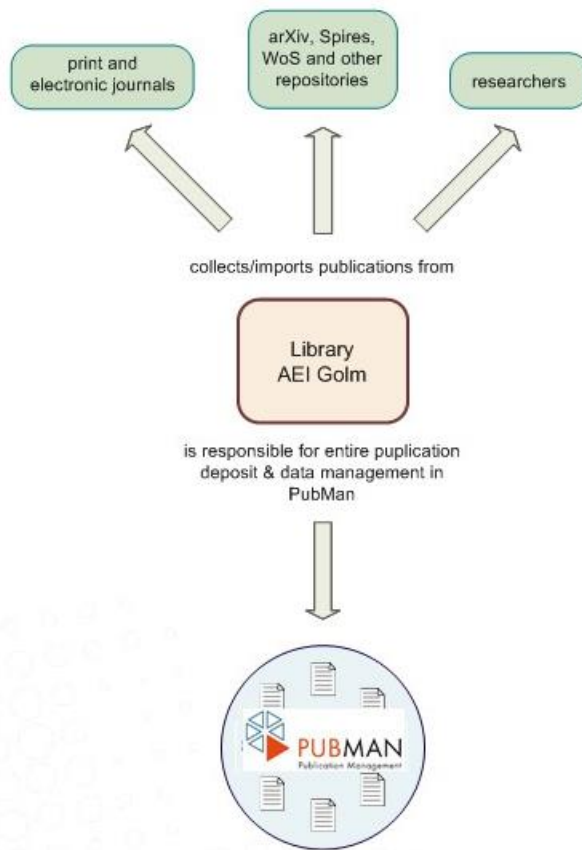 print and
electronic journals
arXiv, Spires,
WoS and other
repositories
researchers
collects/imports publications from
Library
AEI Golm
is responsible for entire puplication
deposit & data management in
PubMan
PUBMAN
Publication Management